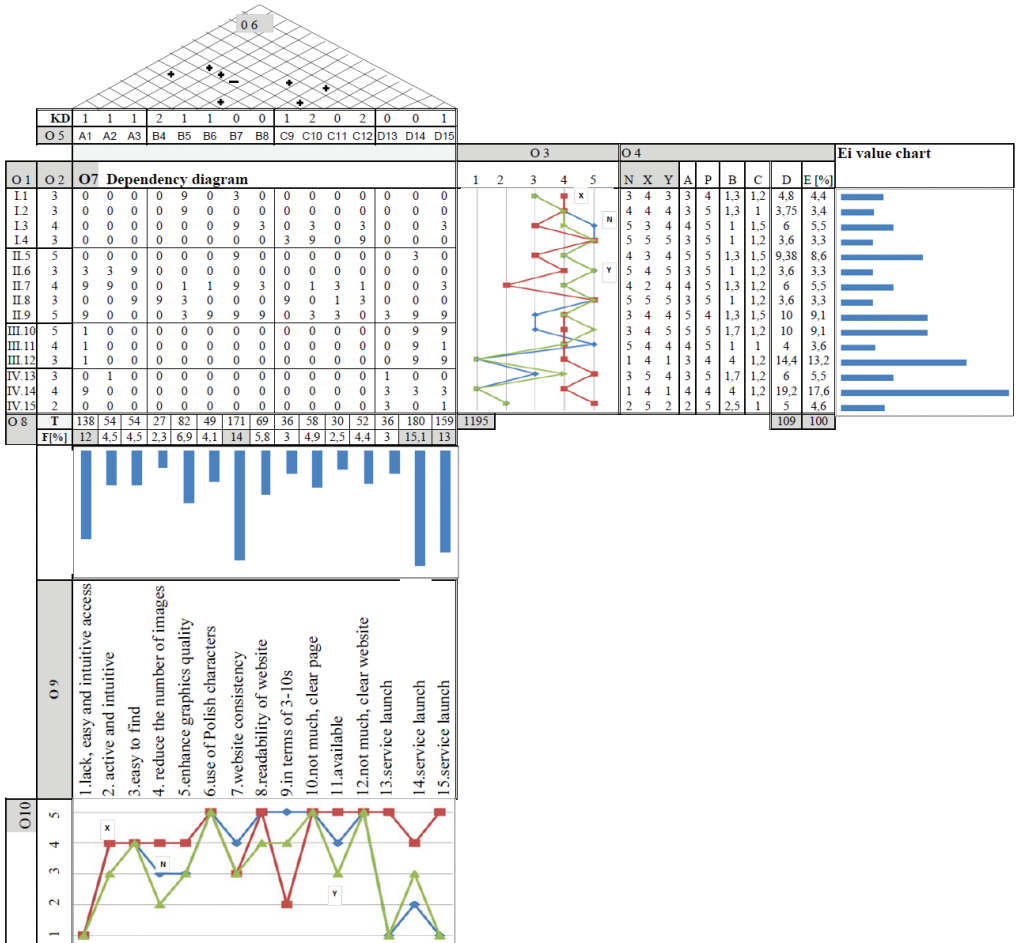 0 6
+ + + − + + + +
KD 1 1 1 2 1 1 0 0 1 2 0 2 0 0 1
O 5 A1 A2 A3 B4 B5 B6 B7 B8 C9 C10 C11 C12 D13 D14 D15
O 3 O 4 Ei value chart
O 1 O 2 O7 Dependency diagram 1 2 3 4 5 N X Y A P B C D E [%]
I.1 3 0 0 0 0 9 0 3 0 0 0 0 0 0 0 0 X 3 4 3 3 4 1,3 1,2 4,8 4,4
I.2 3 0 0 0 0 9 0 0 0 0 0 0 0 0 0 0 4 4 4 3 5 1,3 1 3,75 3,4
I.3 4 0 0 0 0 0 0 9 3 0 3 0 3 0 0 3 N 5 3 4 4 5 1 1,5 6 5,5
I.4 3 0 0 0 0 0 0 0 0 3 9 0 9 0 0 0 5 5 5 3 5 1 1,2 3,6 3,3
II.5 5 0 0 0 0 0 0 9 0 0 0 0 0 0 3 0 4 3 4 5 5 1,3 1,5 9,38 8,6
II.6 3 3 3 9 0 0 0 0 0 0 0 0 0 0 0 0 Y 5 4 5 3 5 1 1,2 3,6 3,3
II.7 4 9 9 0 0 1 1 9 3 0 1 3 1 0 0 3 4 2 4 4 5 1,3 1,2 6 5,5
II.8 3 0 0 9 9 3 0 0 0 9 0 1 3 0 0 0 5 5 5 3 5 1 1,2 3,6 3,3
II.9 5 9 0 0 0 3 9 9 9 0 3 3 0 3 9 9 3 4 4 5 4 1,3 1,5 10 9,1
III.10 5 1 0 0 0 0 0 0 0 0 0 0 0 0 9 9 3 4 5 5 5 1,7 1,2 10 9,1
III.11 4 1 0 0 0 0 0 0 0 0 0 0 0 0 9 1 5 4 4 4 5 1 1 4 3,6
III.12 3 1 0 0 0 0 0 0 0 0 0 0 0 0 9 9 1 4 1 3 4 4 1,2 14,4 13,2
IV.13 3 0 1 0 0 0 0 0 0 0 0 0 0 1 0 0 3 5 4 3 5 1,7 1,2 6 5,5
IV.14 4 9 0 0 0 0 0 0 0 0 0 0 0 3 3 3 1 4 1 4 4 4 1,2 19,2 17,6
IV.15 2 0 0 0 0 0 0 0 0 0 0 0 0 3 0 1 2 5 2 2 5 2,5 1 5 4,6
O 8 T 138 54 54 27 82 49 171 69 36 58 30 52 36 180 159 1195 109 100
F[%] 12 4,5 4,5 2,3 6,9 4,1 14 5,8 3 4,9 2,5 4,4 3 15,1 13
O 9
1.lack, easy and intuitive access
2. active and intuitive
3.easy to find
4. reduce the number of images
5.enhance graphics quality
6.use of Polish characters
7.website consistency
8.readability of website
9.in terms of 3-10s
10.not much, clear page
11.available
12.not much, clear website
13.service launch
14.service launch
15.service launch
O10
5
X
4
N
3
Y
2
1